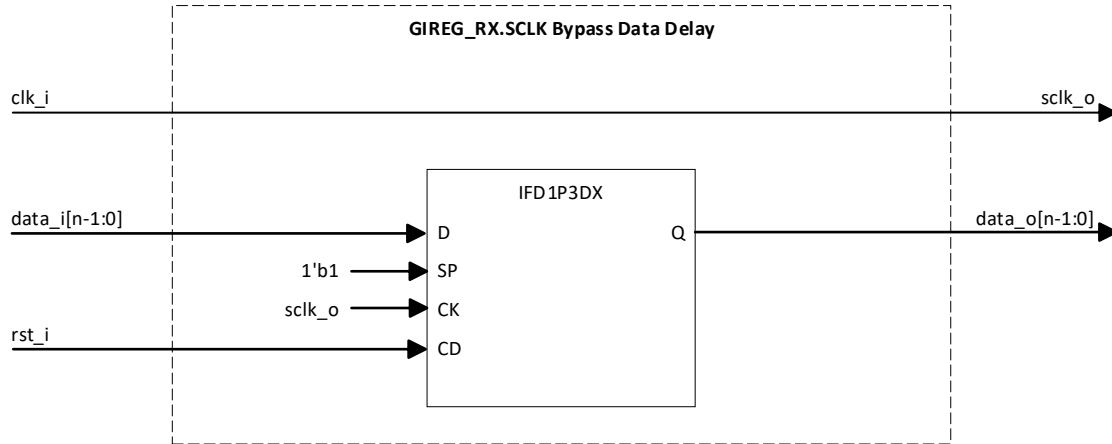 GIREG_RX.SCLK Bypass Data Delay
clk_i
sclk_o
IFD1P3DX
data_i[n-1:0]
D
Q
data_o[n-1:0]
1'b1
SP
sclk_o
CK
rst_i
CD